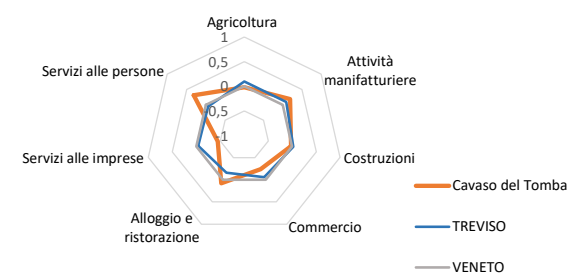 Agricoltura
1
0,5
0
0,5
-1
Attività
manifatturiere
Costruzioni
Commercio
Alloggio e
ristorazione
Servizi alle imprese
Servizi alle persone
Cavaso del Tomba
TREVISO
VENETO